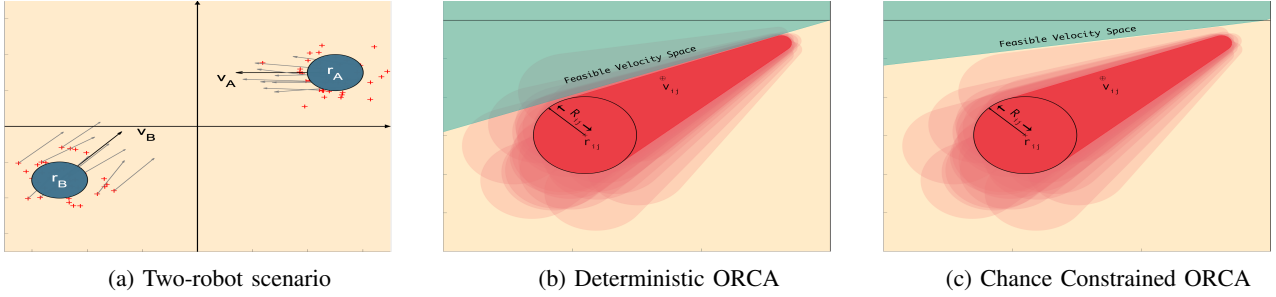 r_A
v_A
v_B
r_B
(a) Two-robot scenario
Feasible Velocity Space
v_ij
R_ij
r_ij
(b) Deterministic ORCA
Feasible Velocity Space
v_ij
R_ij
r_ij
(c) Chance Constrained ORCA